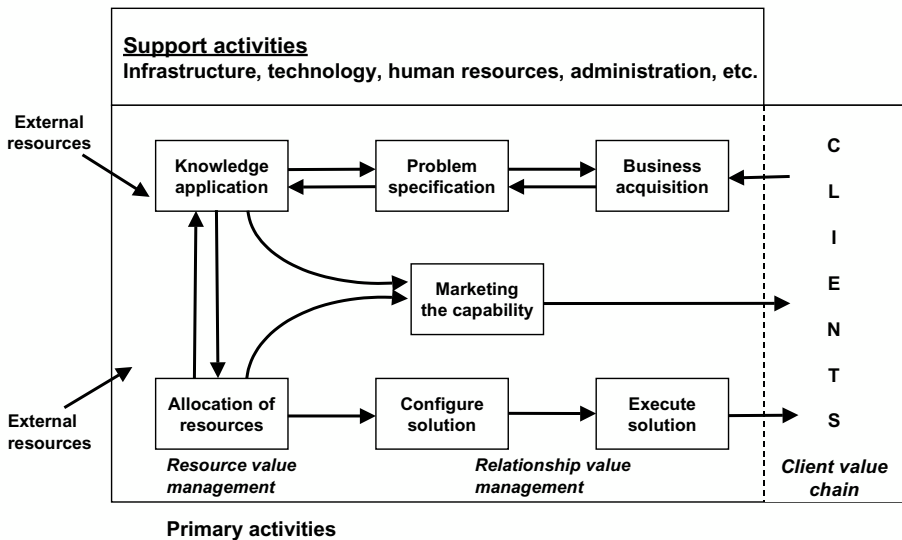 Support activities
Infrastructure, technology, human resources, administration, etc.
External
resources
Knowledge
application
Problem
specification
Business
acquisition
C
L
I
E
N
T
S
Marketing
the capability
External
resources
Allocation of
resources
Configure
solution
Execute
solution
Resource value
management
Relationship value
management
Client value
chain
Primary activities